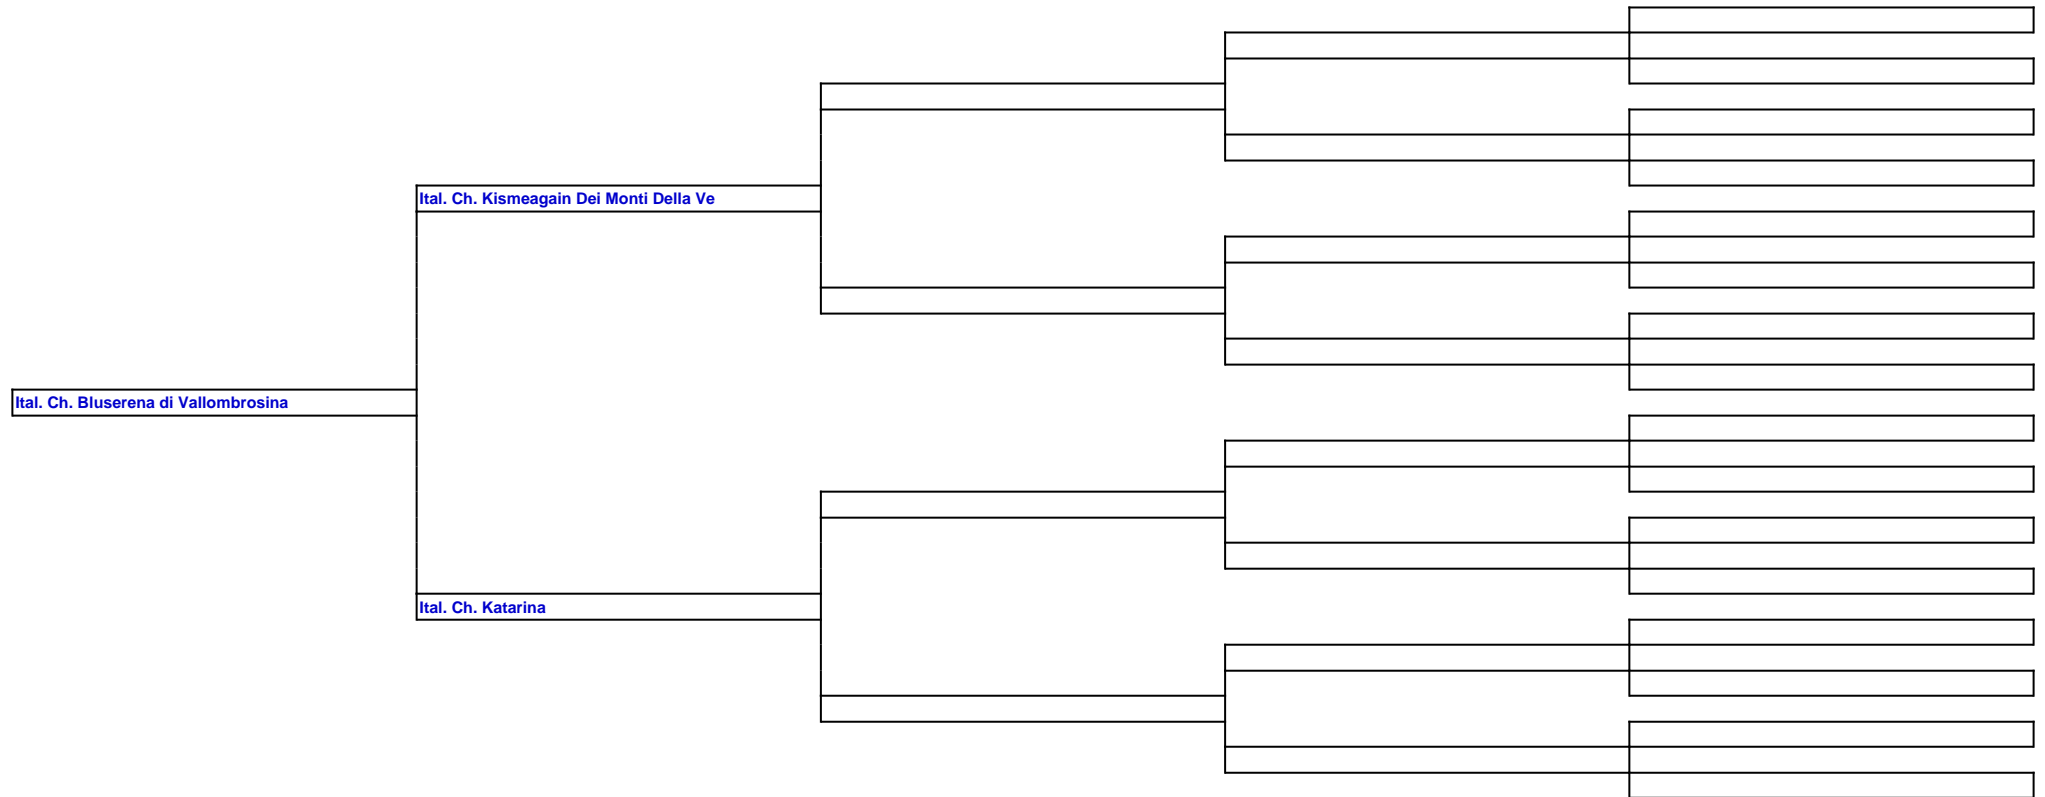 Ital. Ch. Kismeagain Dei Monti Della Ve
Ital. Ch. Bluserena di Vallombrosina
Ital. Ch. Katarina